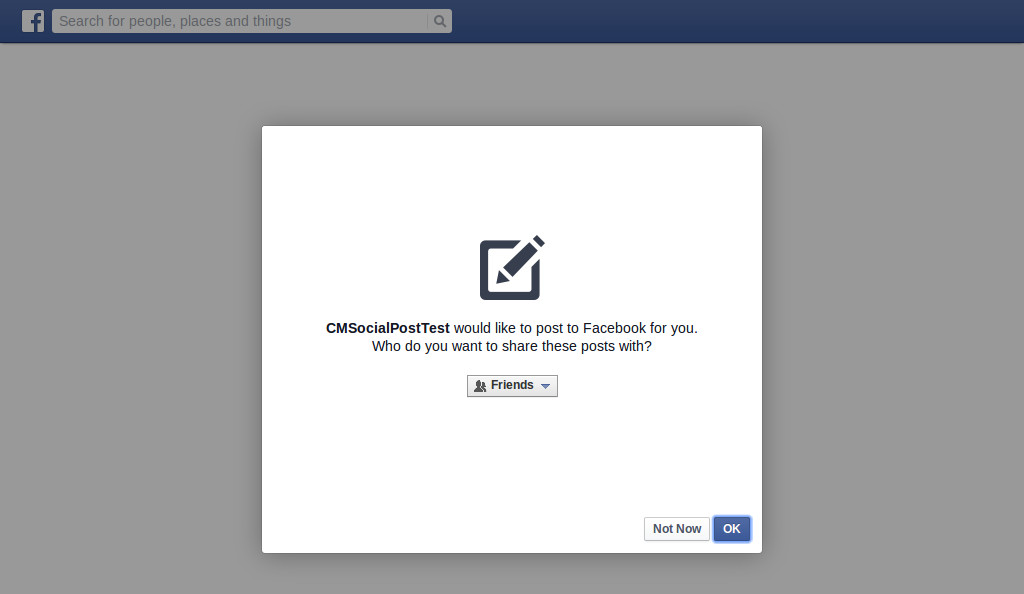 Search for people, places and things
CMSocialPostTest would like to post to Facebook for you.
Who do you want to share these posts with?
Friends
Not Now
OK